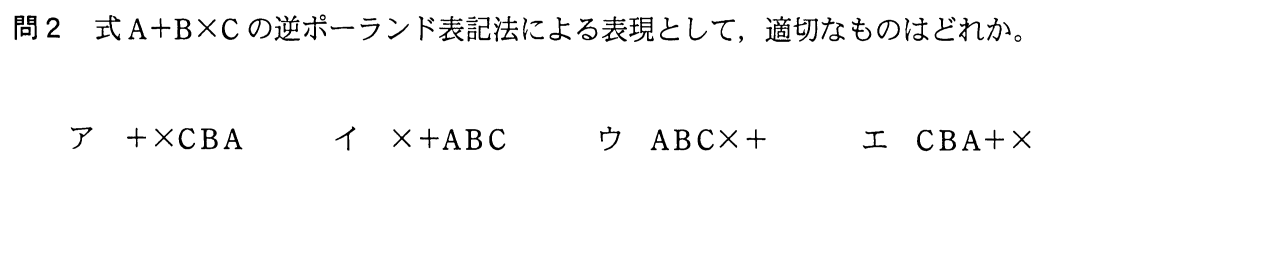 問2 式A+B×Cの逆ポーランド表記法による表現として，適切なものはどれか。
ア +×CBA イ ×+ABC ウ ABC×+ エ CBA+×